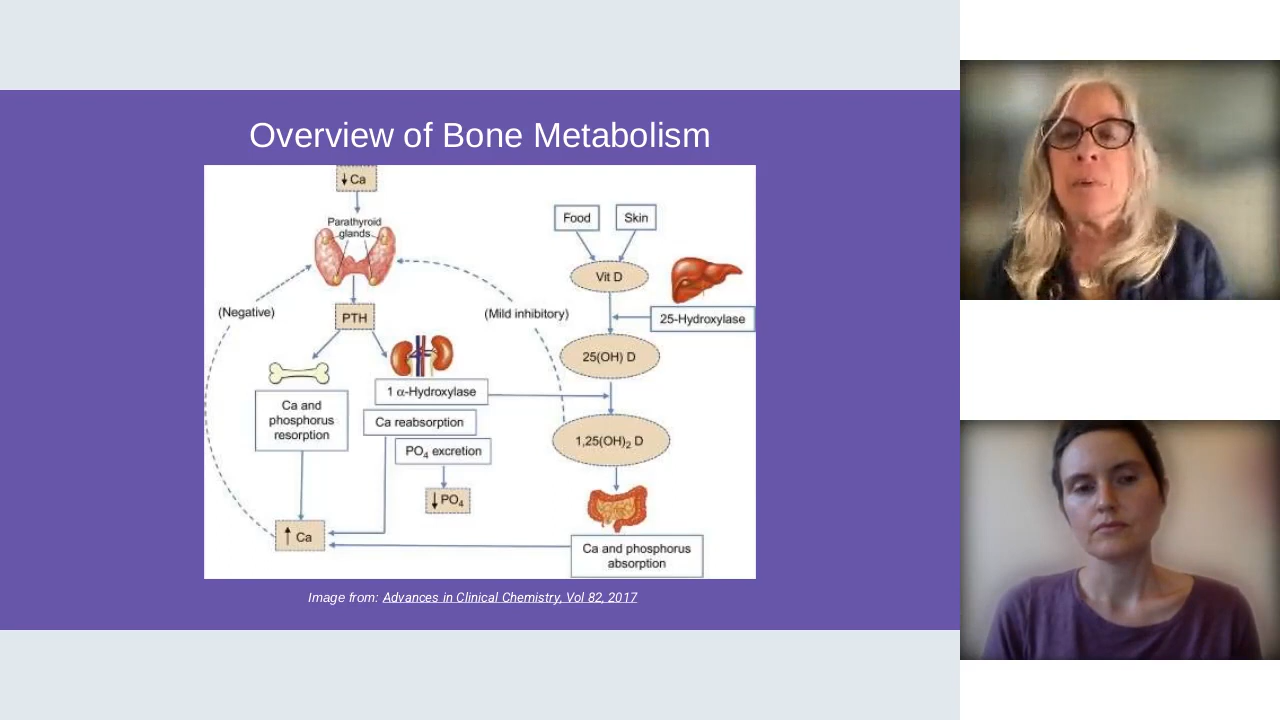 Overview of Bone Metabolism
↓ Ca
Parathyroid
glands
Food
Skin
Vit D
25-Hydroxylase
(Negative)
PTH
(Mild inhibitory)
25(OH) D
1 α-Hydroxylase
Ca and
phosphorus
resorption
Ca reabsorption
PO₄ excretion
1,25(OH)₂ D
↓ PO₄
↑ Ca
Ca and phosphorus
absorption
Image from: Advances in Clinical Chemistry, Vol 82, 2017